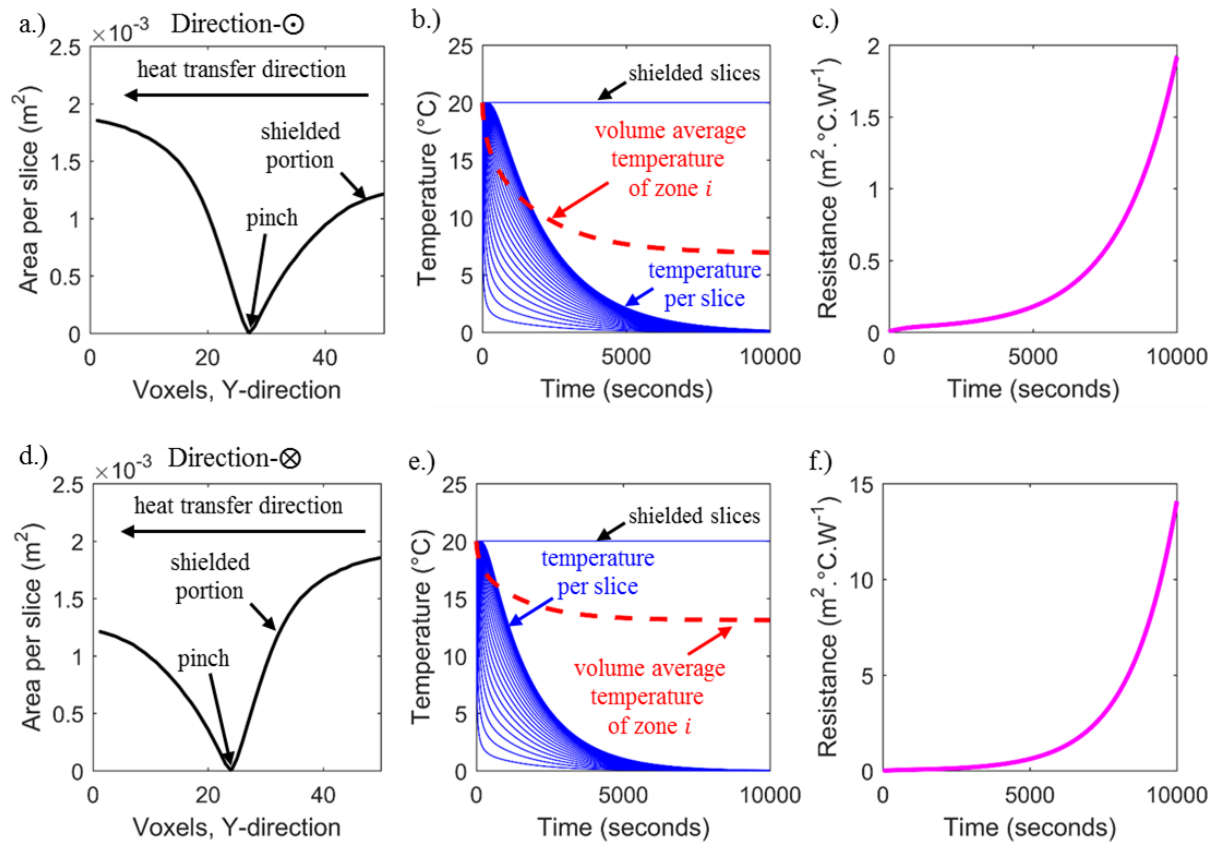 a.)
Direction-⊙
×10⁻³
2.5
2
1.5
1
0.5
0
Area per slice (m²)
heat transfer direction
shielded
portion
pinch
0
20
40
Voxels, Y-direction
b.)
25
20
15
10
5
0
Temperature (°C)
shielded slices
volume average
temperature
of zone i
temperature
per slice
0
5000
10000
Time (seconds)
c.)
2
1.5
1
0.5
0
Resistance (m².°C.W⁻¹)
0
5000
10000
Time (seconds)
d.)
Direction-⊗
×10⁻³
2.5
2
1.5
1
0.5
0
Area per slice (m²)
heat transfer direction
shielded
portion
pinch
0
20
40
Voxels, Y-direction
e.)
25
20
15
10
5
0
Temperature (°C)
shielded slices
temperature
per slice
volume average
temperature
of zone i
0
5000
10000
Time (seconds)
f.)
15
10
5
0
Resistance (m².°C.W⁻¹)
0
5000
10000
Time (seconds)